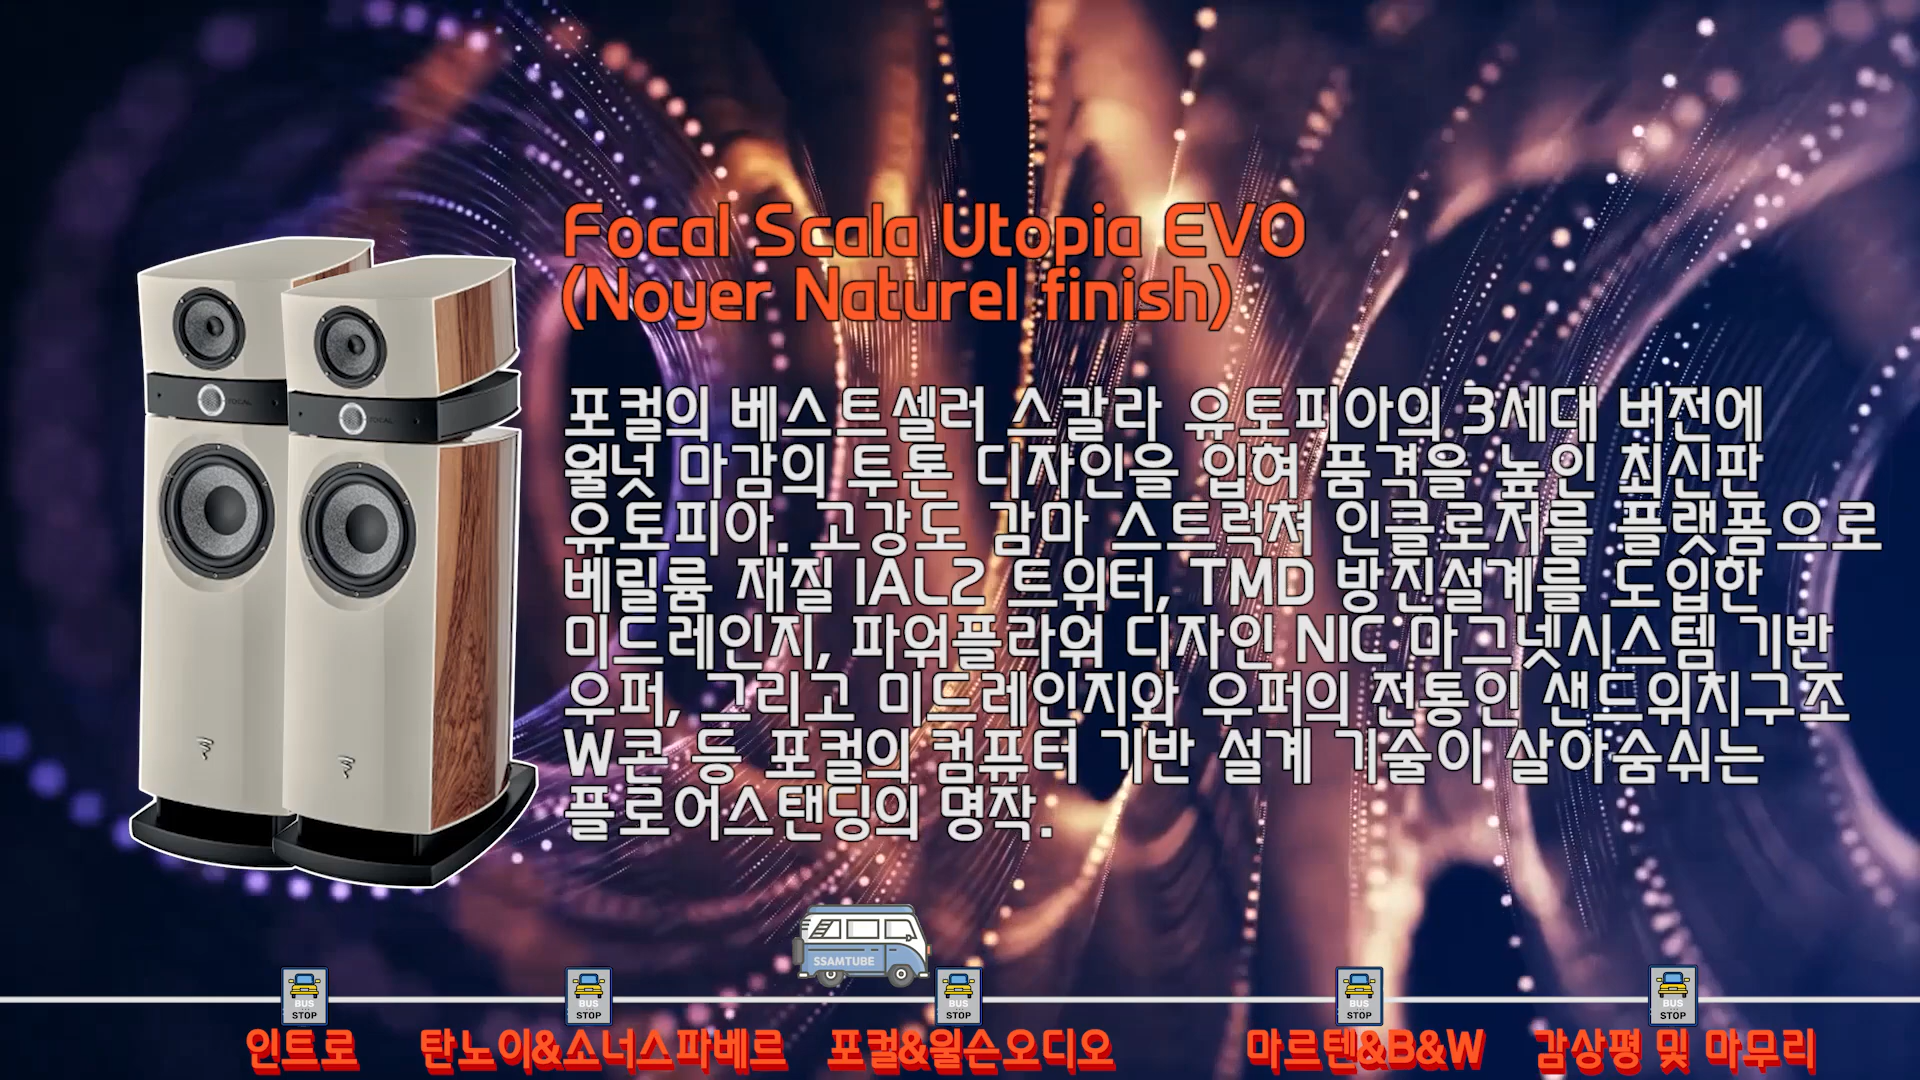 Focal Scala Utopia EVO
(Noyer Naturel finish)
포컬의 베스트셀러 스칼라 유토피아의 3세대 버전에
월넛 마감의 투톤 디자인을 입혀 품격을 높인 최신판
유토피아. 고강도 감마 스트럭쳐 인클로저를 플랫폼으로
베릴륨 재질 IAL2 트위터, TMD 방진설계를 도입한
미드레인지, 파워플라워 디자인 NIC 마그넷시스템 기반
우퍼, 그리고 미드레인지와 우퍼의 전통인 샌드위치구조
W콘 등 포컬의 컴퓨터 기반 설계 기술이 살아숨쉬는
플로어스탠딩의 명작.
FOCAL
FOCAL
SSAMTUBE
BUS
STOP
BUS
STOP
BUS
STOP
BUS
STOP
BUS
STOP
인트로
탄노이&소너스파베르
포컬&윌슨오디오
마르텐&B&W
감상평 및 마무리